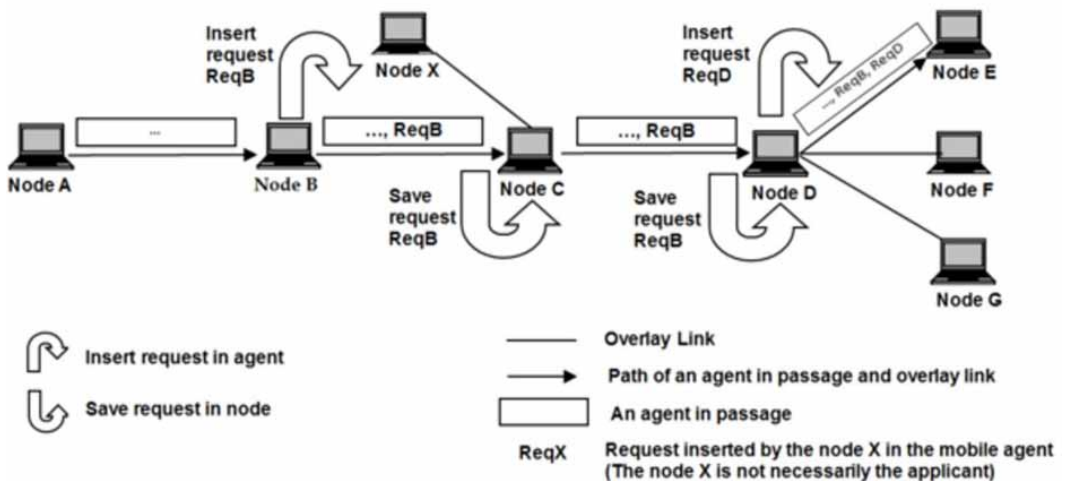 Insert
request
ReqB
Node X
Insert
request
ReqD
..., ReqB, ReqD
Node E
...
..., ReqB
..., ReqB
Node A
Node B
Node C
Node D
Node F
Save
request
ReqB
Save
request
ReqB
Node G
Insert request in agent
Save request in node
Overlay Link
Path of an agent in passage and overlay link
An agent in passage
ReqX
Request inserted by the node X in the mobile agent
(The node X is not necessarily the applicant)